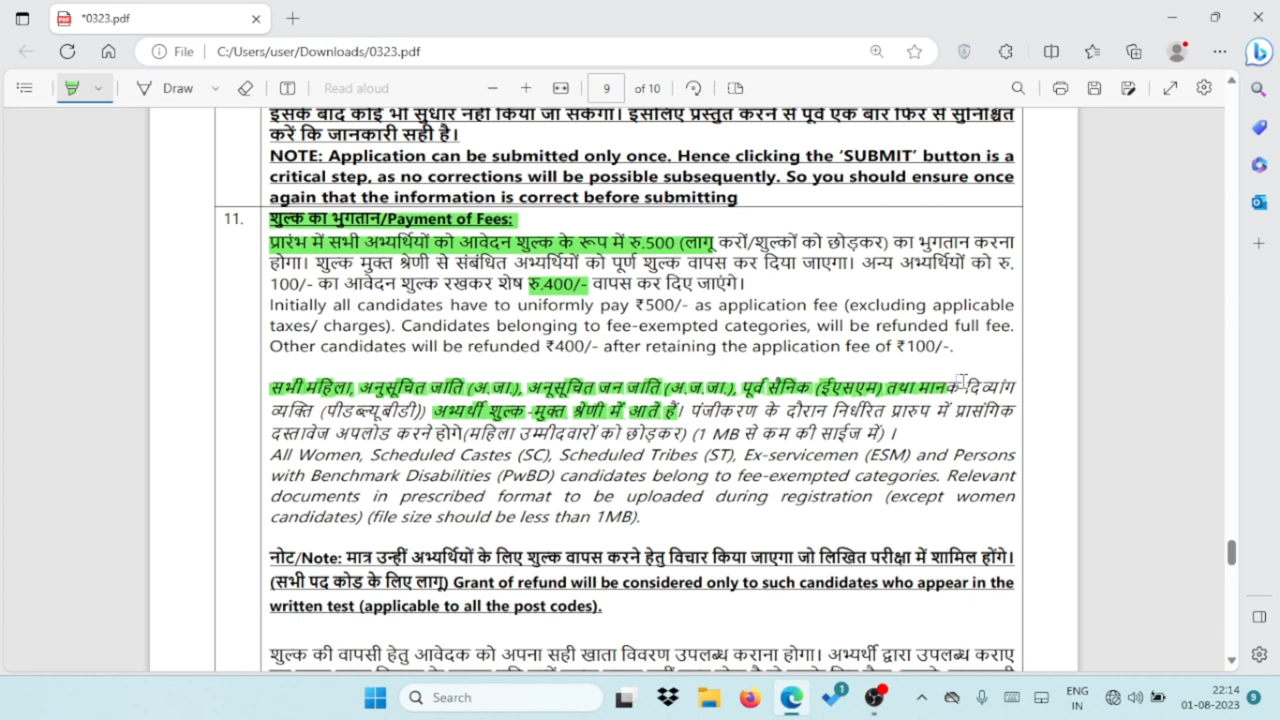 *0323.pdf
File
C:/Users/user/Downloads/0323.pdf
Draw
Read aloud
9
of 10
इसके बाद कोई भी सुधार नहीं किया जा सकेगा। इसलिए प्रस्तुत करने से पूर्व एक बार फिर से सुनिश्चित
करें कि जानकारी सही है।
NOTE: Application can be submitted only once. Hence clicking the ‘SUBMIT’ button is a
critical step, as no corrections will be possible subsequently. So you should ensure once
again that the information is correct before submitting
11.
शुल्क का भुगतान/Payment of Fees:
प्रारंभ में सभी अभ्यर्थियों को आवेदन शुल्क के रूप में रु.500 (लागू करों/शुल्कों को छोड़कर) का भुगतान करना
होगा। शुल्क मुक्त श्रेणी से संबंधित अभ्यर्थियों को पूर्ण शुल्क वापस कर दिया जाएगा। अन्य अभ्यर्थियों को रु.
100/- का आवेदन शुल्क रखकर शेष रु.400/- वापस कर दिए जाएंगे।
Initially all candidates have to uniformly pay ₹500/- as application fee (excluding applicable
taxes/ charges). Candidates belonging to fee-exempted categories, will be refunded full fee.
Other candidates will be refunded ₹400/- after retaining the application fee of ₹100/-.
सभी महिला, अनुसूचित जाति (अ.जा.), अनुसूचित जन जाति (अ.ज.जा.), पूर्व सैनिक (ईएसएम) तथा मानक-दिव्यांग
व्यक्ति (पीडब्ल्यूबीडी)) अभ्यर्थी शुल्क-मुक्त श्रेणी में आते हैं। पंजीकरण के दौरान निर्धारित प्रारुप में प्रासंगिक
दस्तावेज अपलोड करने होगे(महिला उम्मीदवारों को छोड़कर) (1 MB से कम की साईज में) ।
All Women, Scheduled Castes (SC), Scheduled Tribes (ST), Ex-servicemen (ESM) and Persons
with Benchmark Disabilities (PwBD) candidates belong to fee-exempted categories. Relevant
documents in prescribed format to be uploaded during registration (except women
candidates) (file size should be less than 1MB).
नोट/Note: मात्र उन्हीं अभ्यर्थियों के लिए शुल्क वापस करने हेतु विचार किया जाएगा जो लिखित परीक्षा में शामिल होंगे।
(सभी पद कोड के लिए लागू) Grant of refund will be considered only to such candidates who appear in the
written test (applicable to all the post codes).
शुल्क की वापसी हेतु आवेदक को अपना सही खाता विवरण उपलब्ध कराना होगा। अभ्यर्थी द्वारा उपलब्ध कराए
Search
1
ENG
IN
22:14
01-08-2023
9